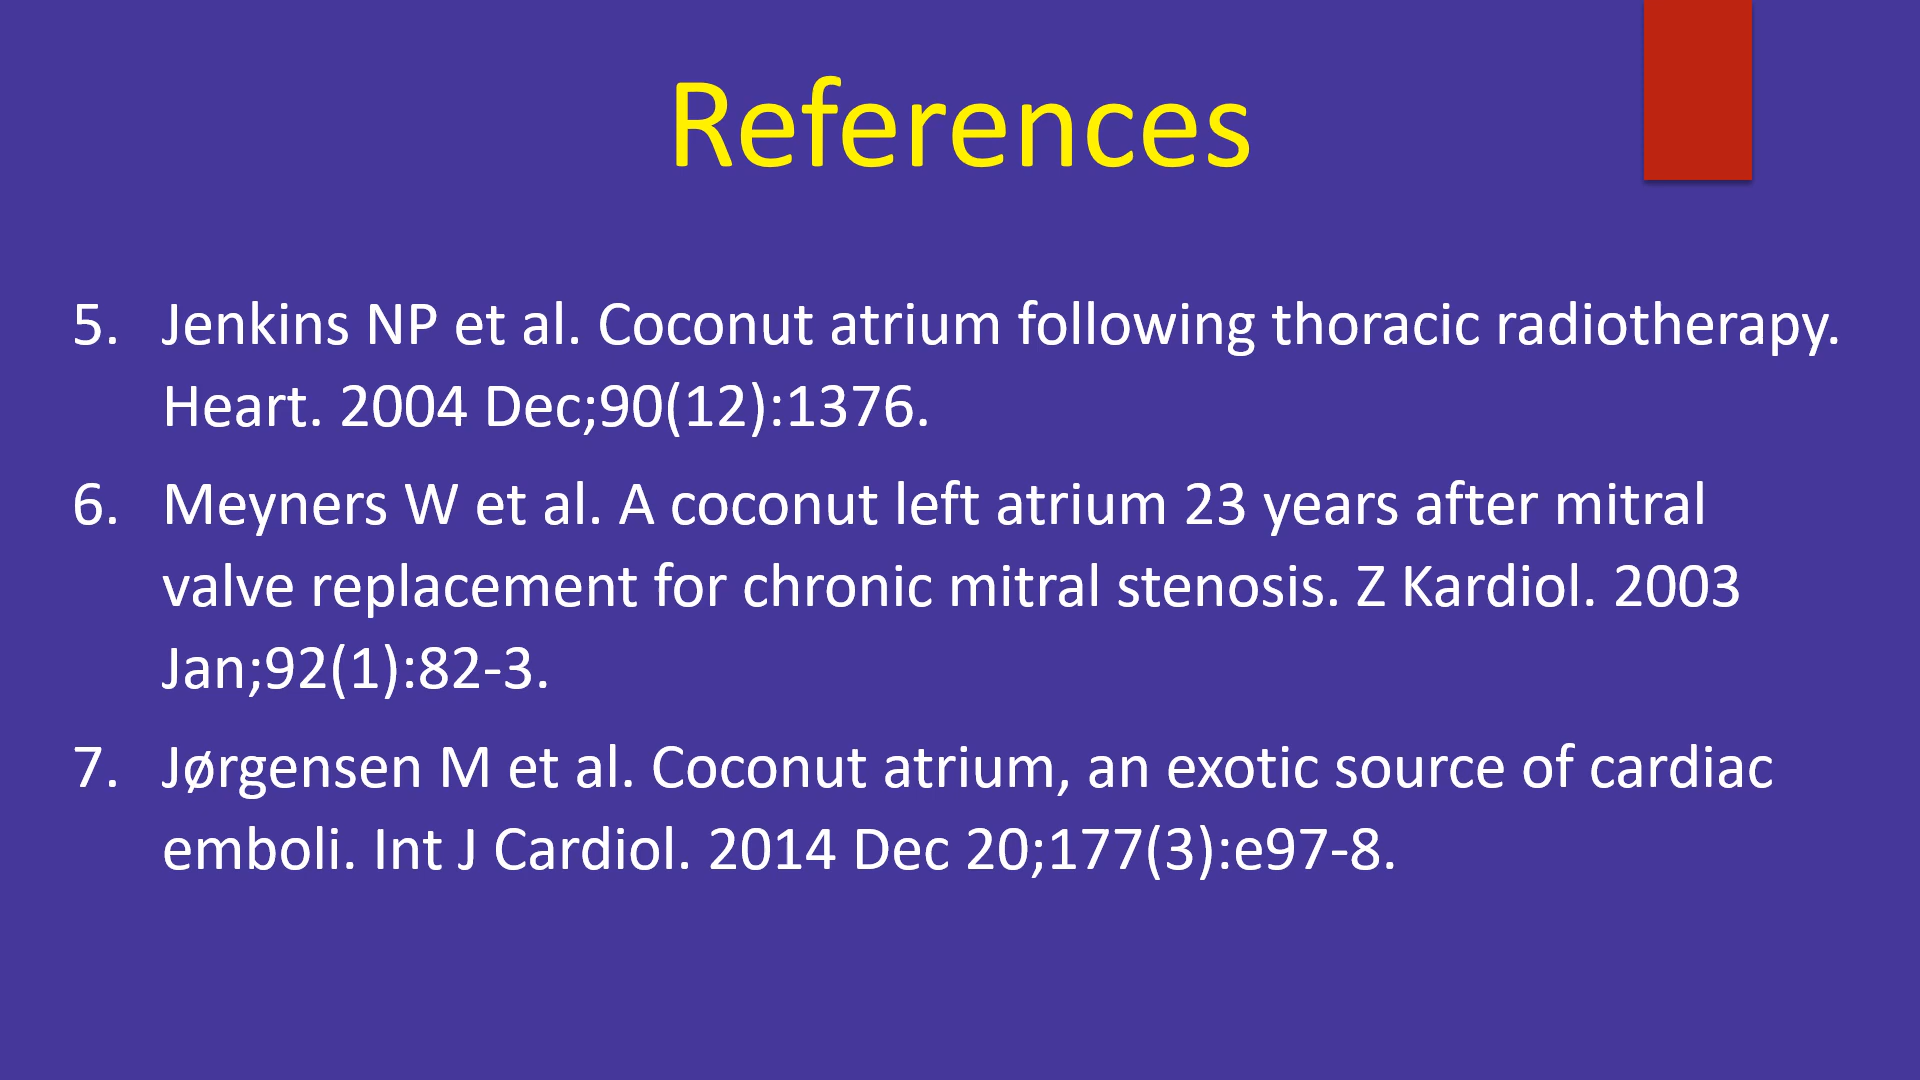 References
5. Jenkins NP et al. Coconut atrium following thoracic radiotherapy.
Heart. 2004 Dec;90(12):1376.
6. Meyners W et al. A coconut left atrium 23 years after mitral
valve replacement for chronic mitral stenosis. Z Kardiol. 2003
Jan;92(1):82-3.
7. Jørgensen M et al. Coconut atrium, an exotic source of cardiac
emboli. Int J Cardiol. 2014 Dec 20;177(3):e97-8.